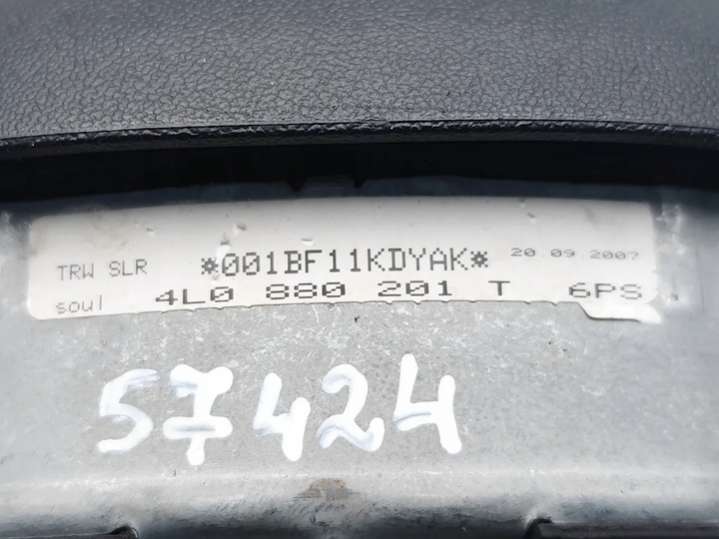 TRW SLR *001BF11KDYAK* 20.09.2007
soul 4L0 880 201 T 6PS
57424